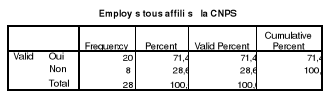 Employ s tous affili s la CNPS
Frequency Percent Valid Percent Cumulative Percent
Valid Oui 20 71,4 71,4 71,4
Non 8 28,6 28,6 100,
Total 28 100, 100,